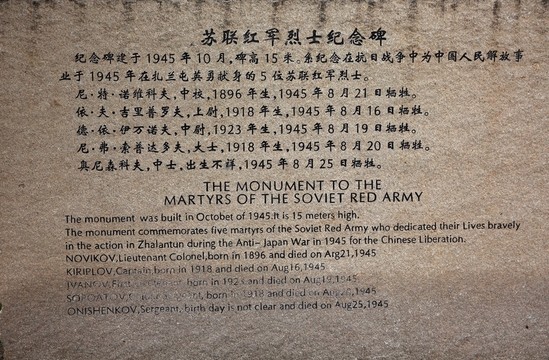 苏联红军烈士纪念碑
纪念碑建于1945年10月,碑高15米。系纪念在抗日战争中为中国人民解放事
业于1945年在扎兰屯英勇献身的5位苏联红军烈士。
尼·特·诺维科夫,中校,1896年生,1945年8月21日牺牲。
依·夫·吉里普罗夫,上尉,1918年生,1945年8月16日牺牲。
德·依·伊万诺夫,中尉,1923年生,1945年8月19日牺牲。
尼·弗·索普达多夫,大士,1918年生,1945年8月20日牺牲。
奥尼森科夫,中士,出生不祥,1945年8月25日牺牲。
THE MONUMENT TO THE
MARTYRS OF THE SOVIET RED ARMY
The monument was built in Octobet of 1945.It is 15 meters high.
The monument commemorates five martyrs of the Soviet Red Army who dedicated their Lives bravely
in the action in Zhalantun during the Anti- Japan War in 1945 for the Chinese Liberation.
NOVIKOV,Lieutenant Colonel,born in 1896 and died on Arg21,1945
KIRIPLOV,Captain,born in 1918 and died on Aug16,1945
IVANOV, born in 1923 and died on Aug19,1945
born in 1918 and died on Aug20,1945
ONISHENKOV,Sergeant, birth day is not clear and died on Aug25,1945